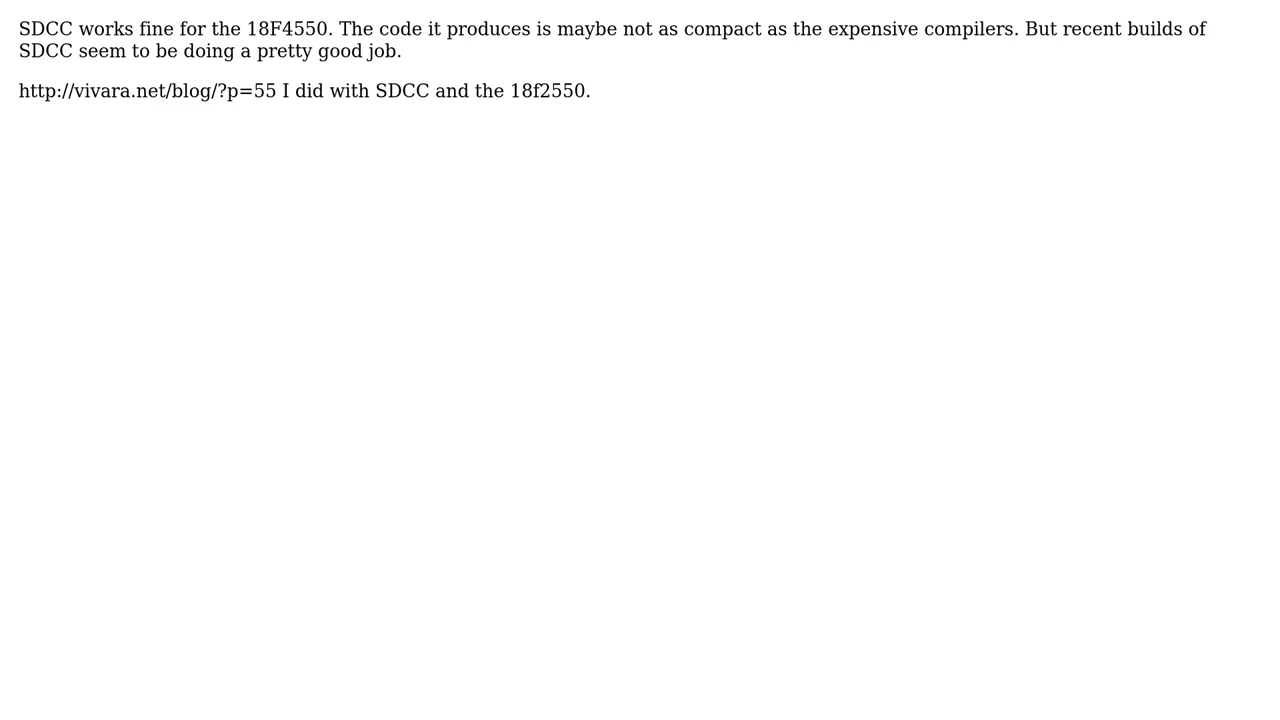 SDCC works fine for the 18F4550. The code it produces is maybe not as compact as the expensive compilers. But recent builds of
SDCC seem to be doing a pretty good job.
http://vivara.net/blog/?p=55 I did with SDCC and the 18f2550.